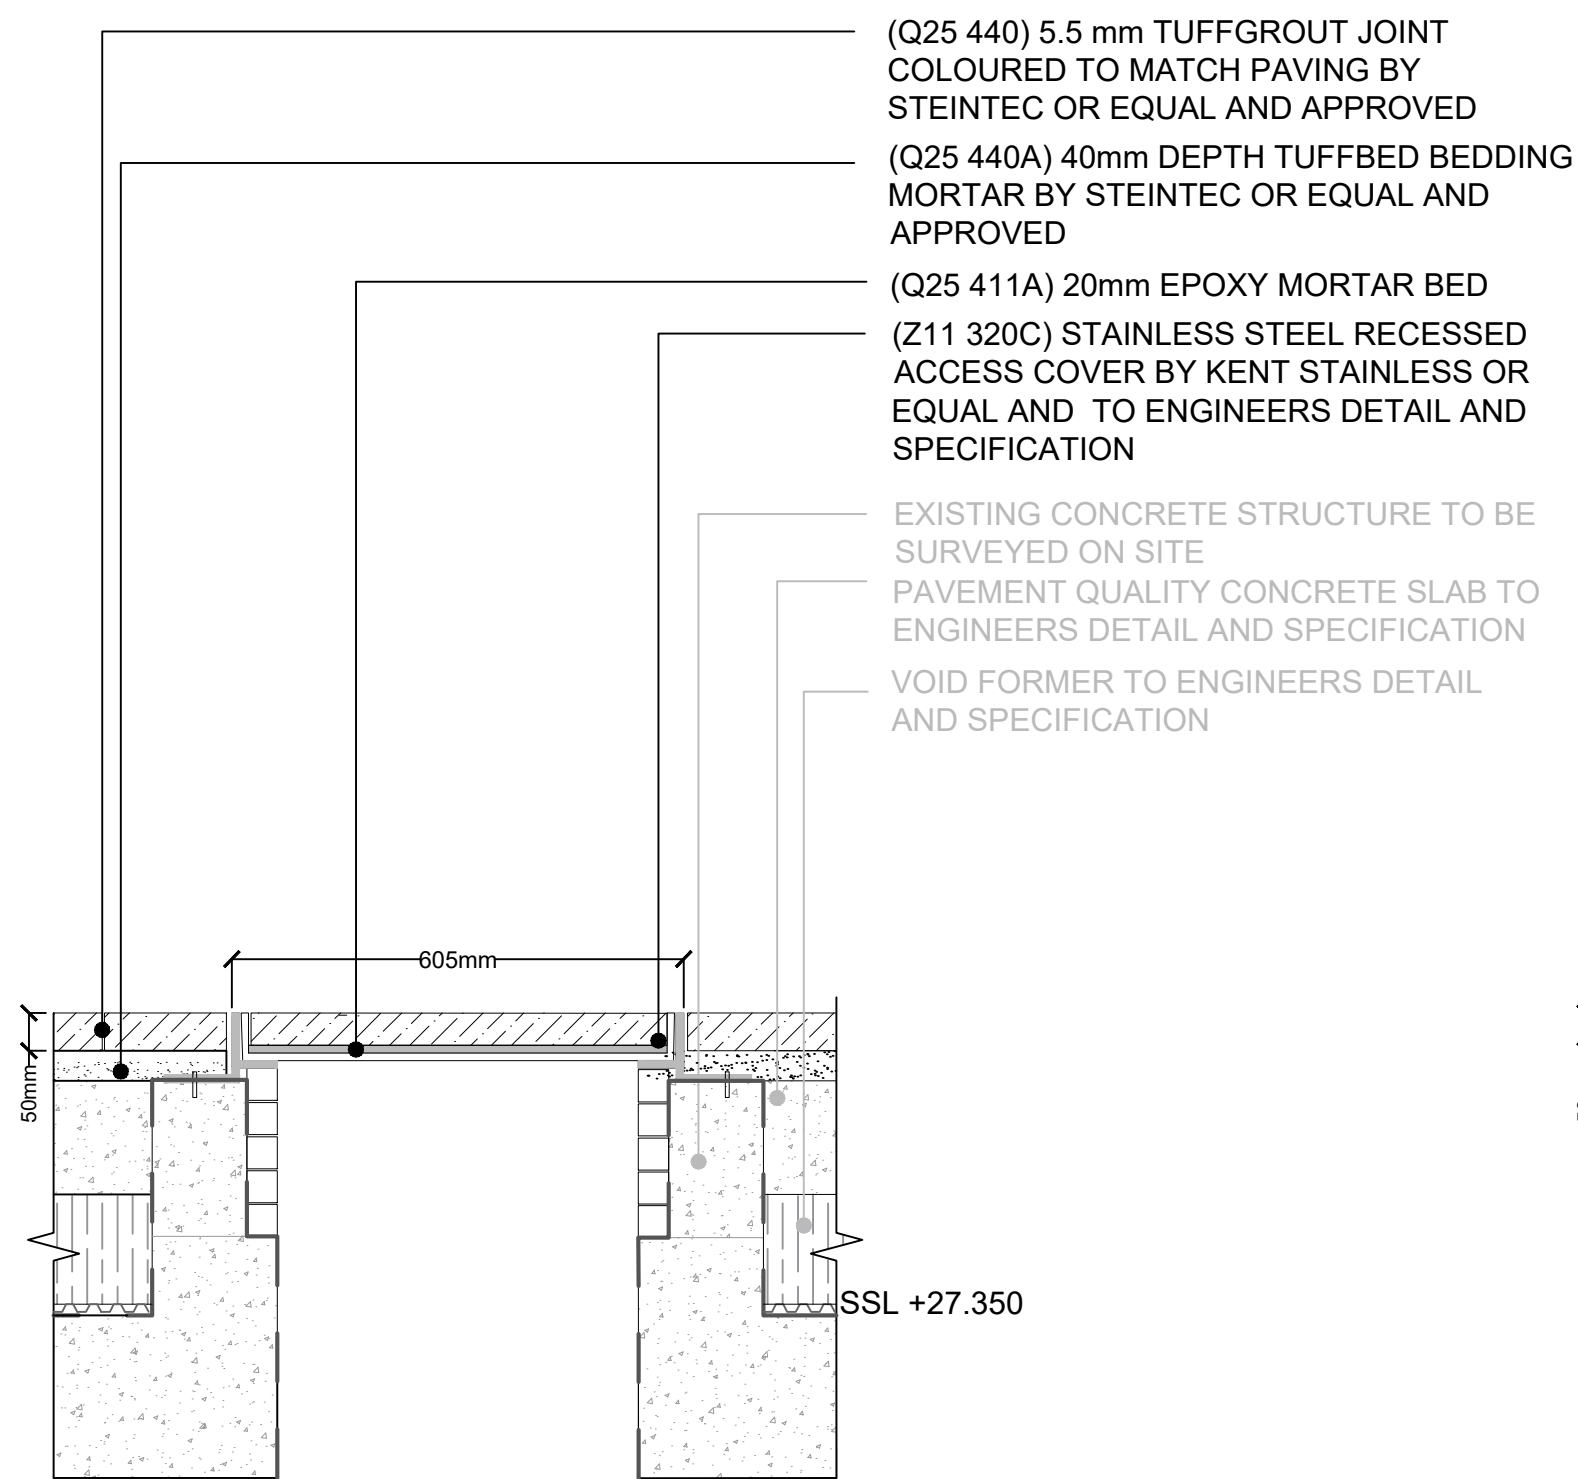 (Q25 440) 5.5 mm TUFFGROUT JOINT
COLOURED TO MATCH PAVING BY
STEINTEC OR EQUAL AND APPROVED
(Q25 440A) 40mm DEPTH TUFFBED BEDDING
MORTAR BY STEINTEC OR EQUAL AND
APPROVED
(Q25 411A) 20mm EPOXY MORTAR BED
(Z11 320C) STAINLESS STEEL RECESSED
ACCESS COVER BY KENT STAINLESS OR
EQUAL AND TO ENGINEERS DETAIL AND
SPECIFICATION
EXISTING CONCRETE STRUCTURE TO BE
SURVEYED ON SITE
PAVEMENT QUALITY CONCRETE SLAB TO
ENGINEERS DETAIL AND SPECIFICATION
VOID FORMER TO ENGINEERS DETAIL
AND SPECIFICATION
605mm
50mm
SSL +27.350